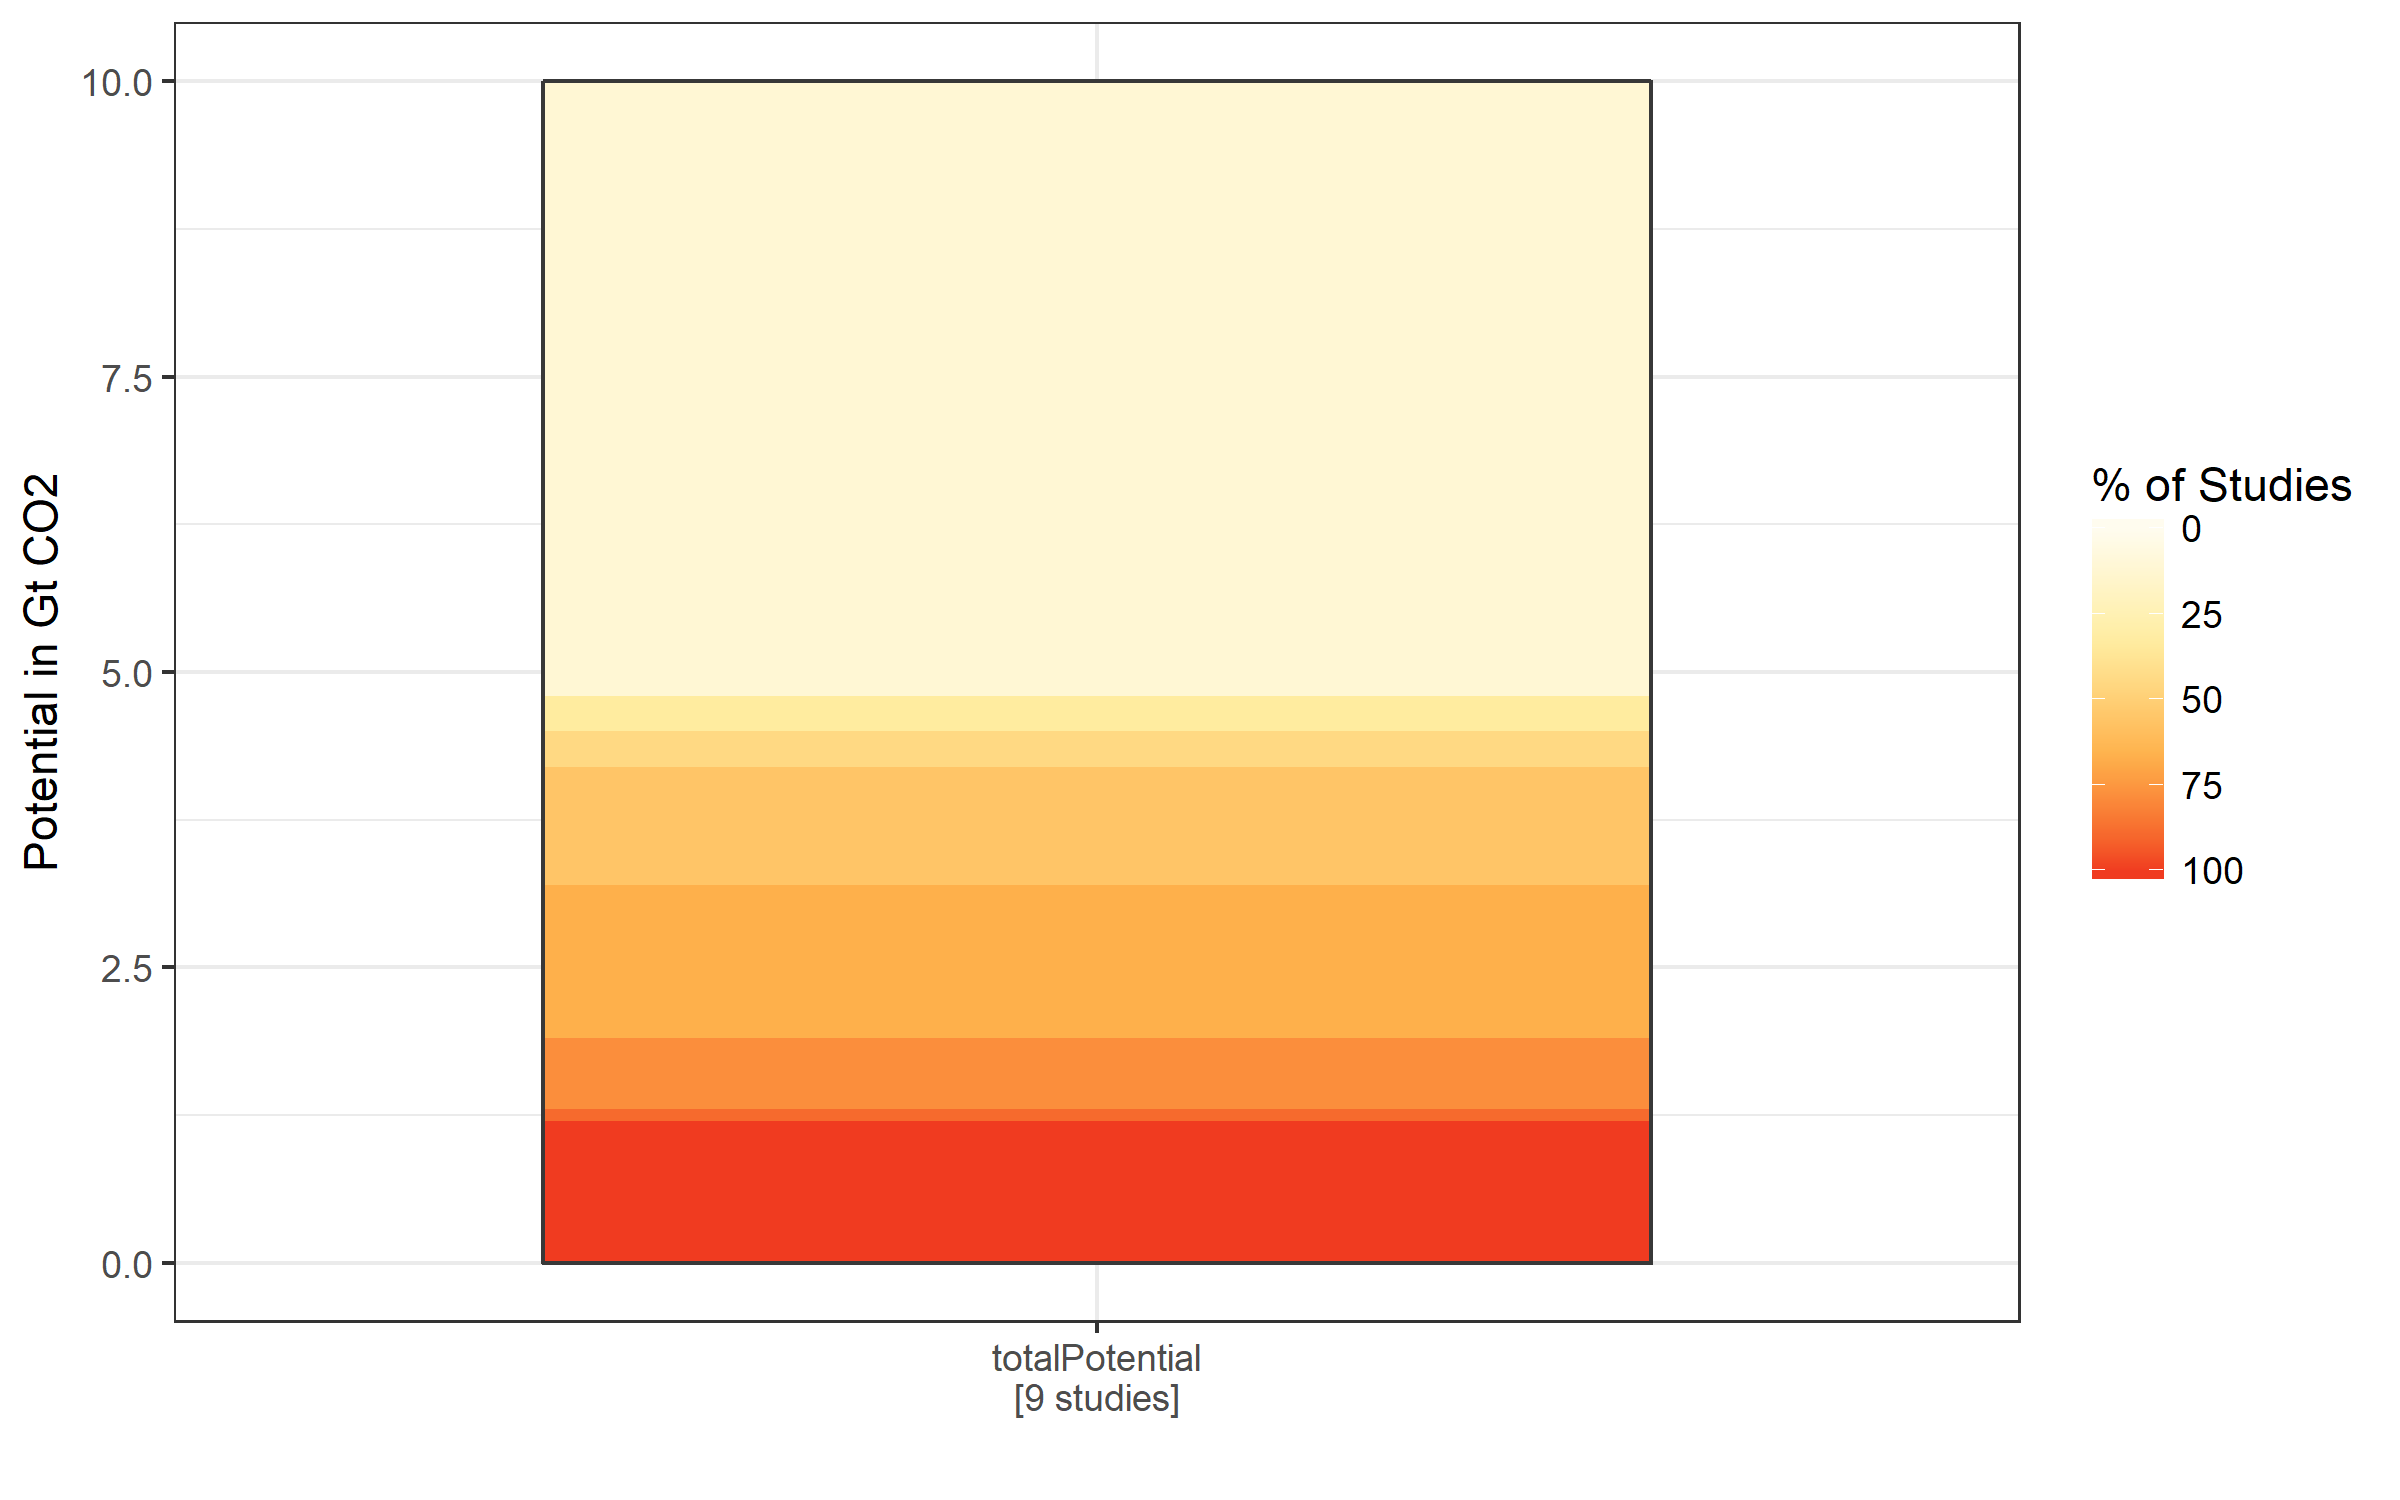 Potential in Gt CO2
10.0
7.5
5.0
2.5
0.0
totalPotential
[9 studies]
% of Studies
0
25
50
75
100